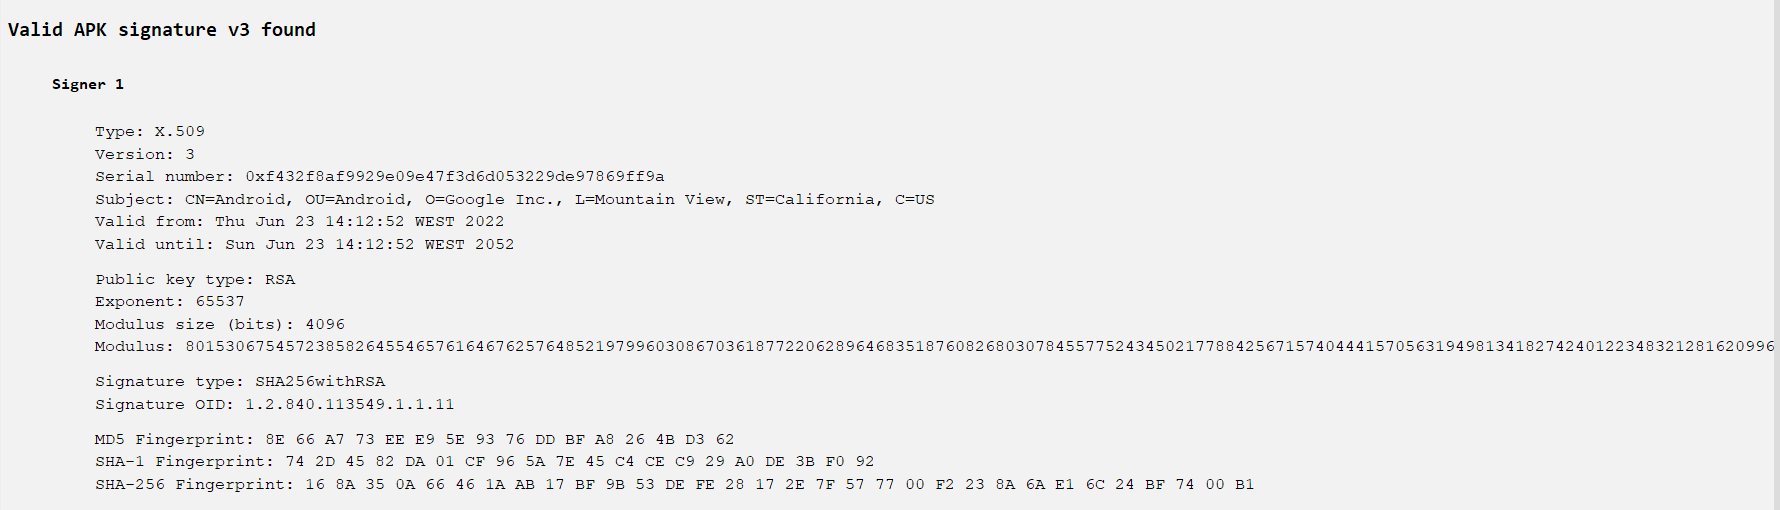 Valid APK signature v3 found
Signer 1
Type: X.509
Version: 3
Serial number: 0xf432f8af9929e09e47f3d6d053229de97869ff9a
Subject: CN=Android, OU=Android, O=Google Inc., L=Mountain View, ST=California, C=US
Valid from: Thu Jun 23 14:12:52 WEST 2022
Valid until: Sun Jun 23 14:12:52 WEST 2052
Public key type: RSA
Exponent: 65537
Modulus size (bits): 4096
Modulus: 801530675457238582645546576164676257648521979960308670361877220628964683518760826803078455775243450217788425671574044415705631949813418274240122348321281620996
Signature type: SHA256withRSA
Signature OID: 1.2.840.113549.1.1.11
MD5 Fingerprint: 8E 66 A7 73 EE E9 5E 93 76 DD BF A8 26 4B D3 62
SHA-1 Fingerprint: 74 2D 45 82 DA 01 CF 96 5A 7E 45 C4 CE C9 29 A0 DE 3B F0 92
SHA-256 Fingerprint: 16 8A 35 0A 66 46 1A AB 17 BF 9B 53 DE FE 28 17 2E 7F 57 77 00 F2 23 8A 6A E1 6C 24 BF 74 00 B1